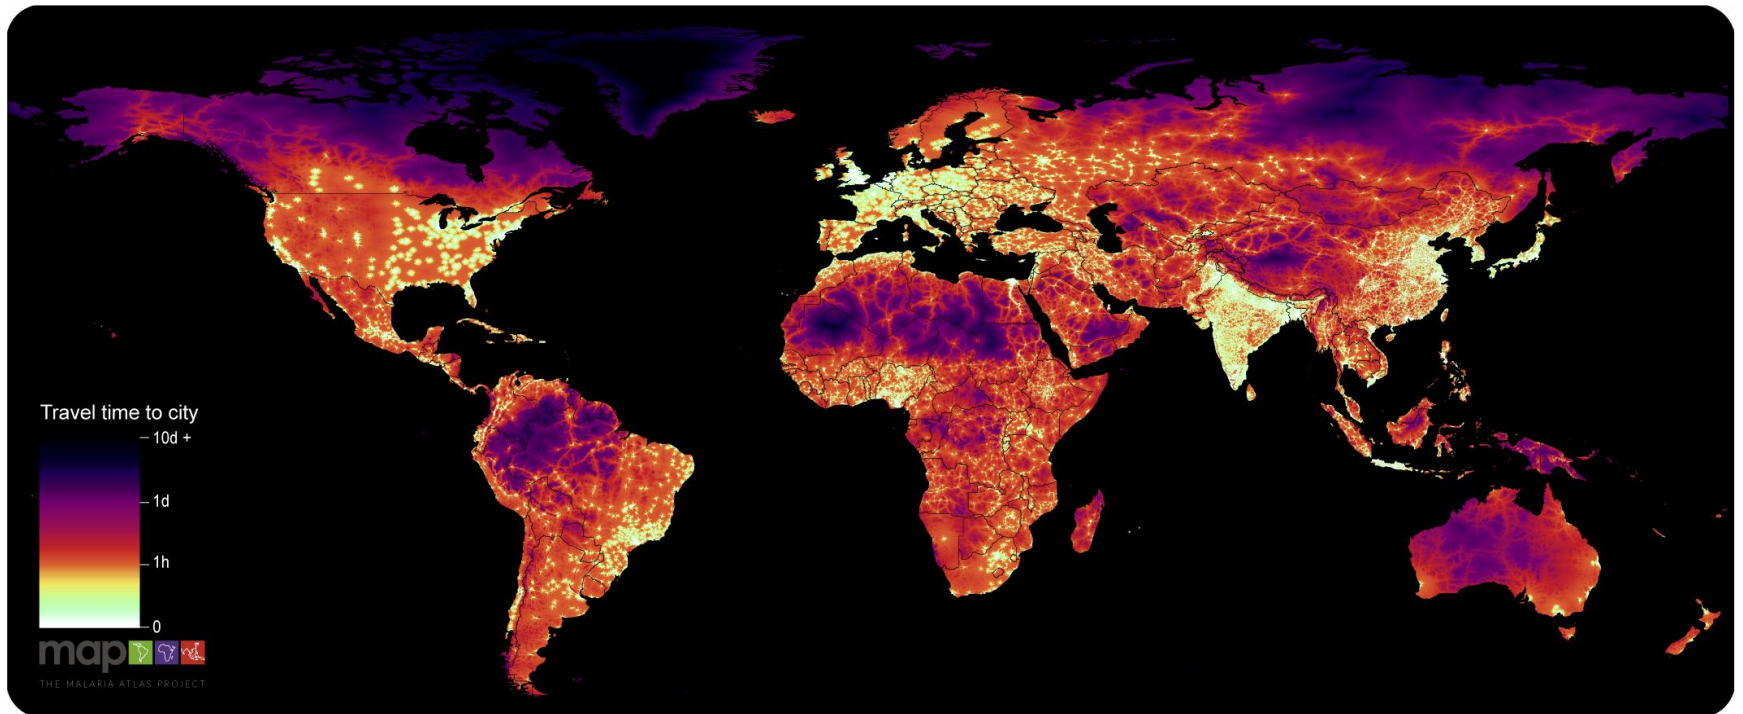 Travel time to city
10d +
1d
1h
0
map
THE MALARIA ATLAS PROJECT